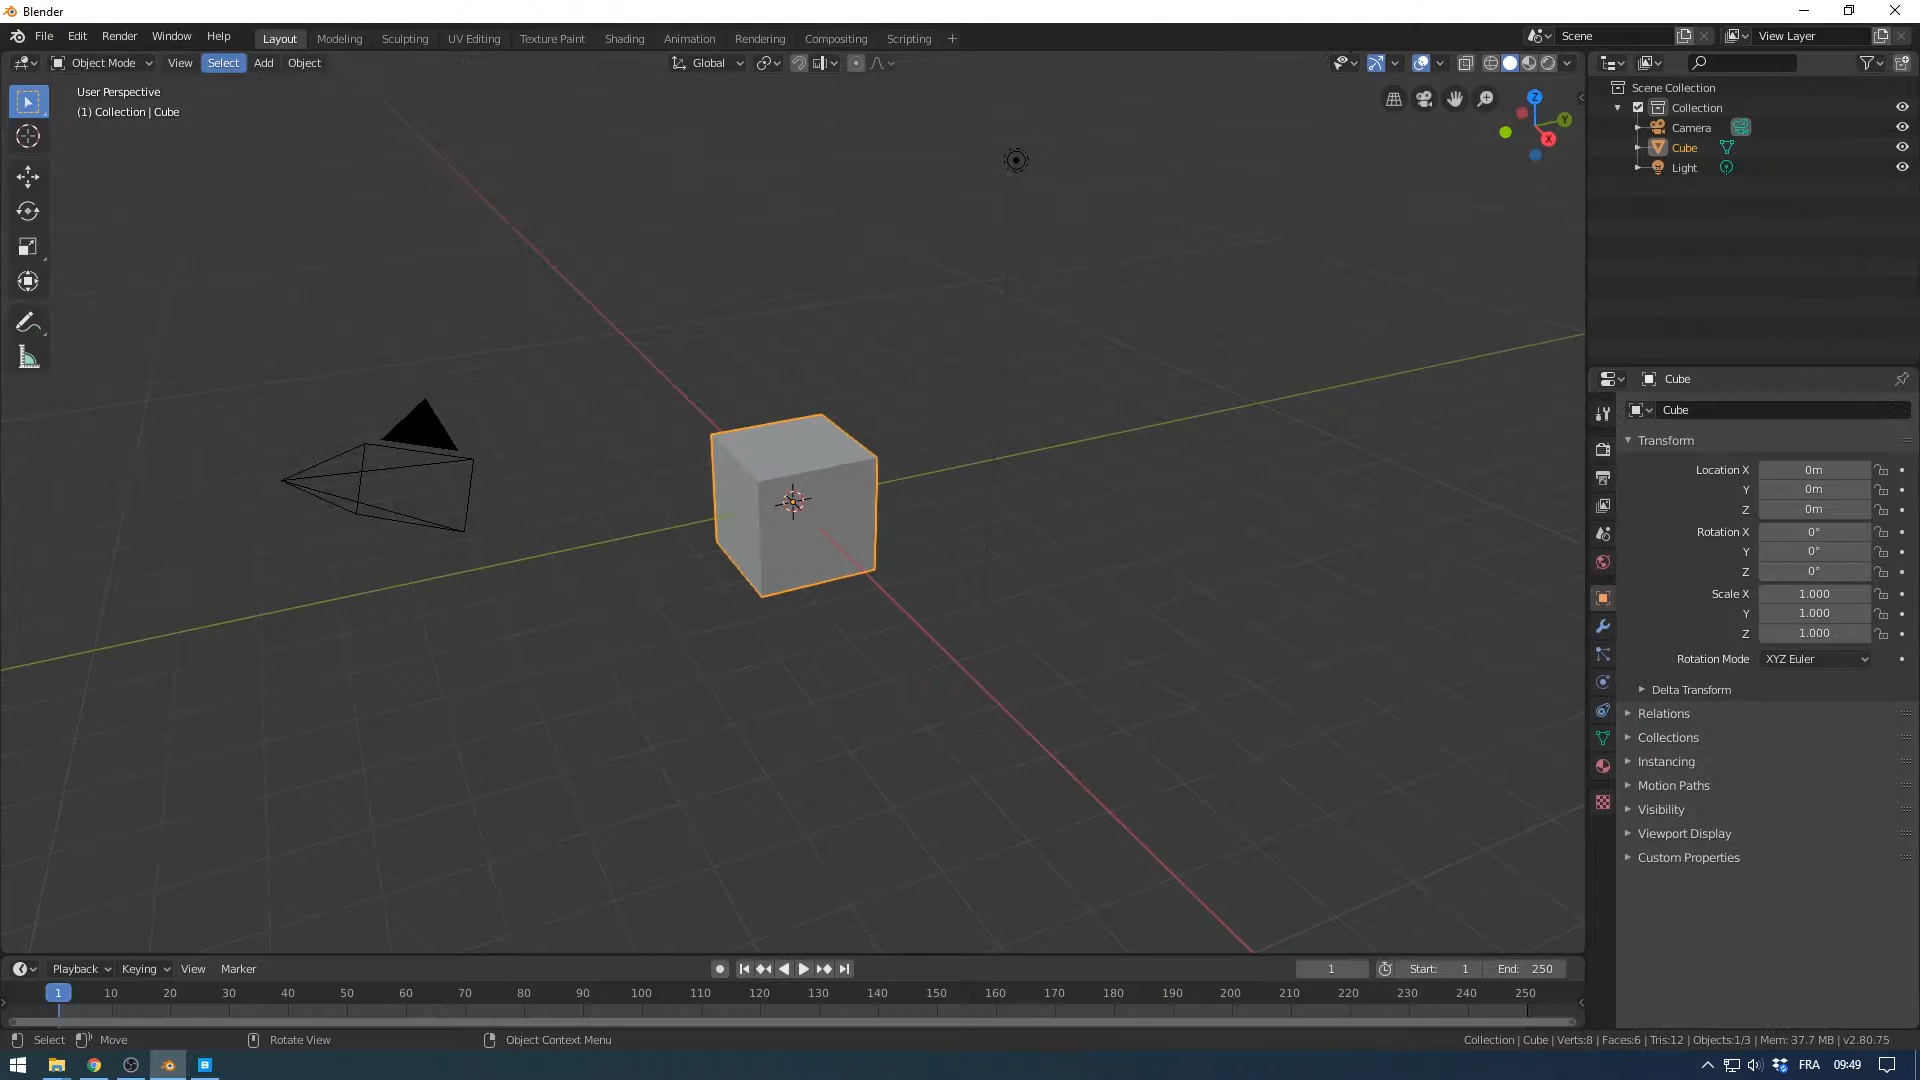 Blender
File Edit Render Window Help
Layout Modeling Sculpting UV Editing Texture Paint Shading Animation Rendering Compositing Scripting +
Scene
View Layer
Object Mode View Select Add Object
Global
User Perspective
(1) Collection | Cube
Z
Y
X
Scene Collection
Collection
Camera
Cube
Light
Cube
Cube
Transform
Location X 0m
Y 0m
Z 0m
Rotation X 0°
Y 0°
Z 0°
Scale X 1.000
Y 1.000
Z 1.000
Rotation Mode XYZ Euler
Delta Transform
Relations
Collections
Instancing
Motion Paths
Visibility
Viewport Display
Custom Properties
Playback Keying View Marker
1 Start: 1 End: 250
1 10 20 30 40 50 60 70 80 90 100 110 120 130 140 150 160 170 180 190 200 210 220 230 240 250
Select Move Rotate View Object Context Menu
Collection | Cube | Verts:8 | Faces:6 | Tris:12 | Objects:1/3 | Mem: 37.7 MB | v2.80.75
B
FRA 09:49